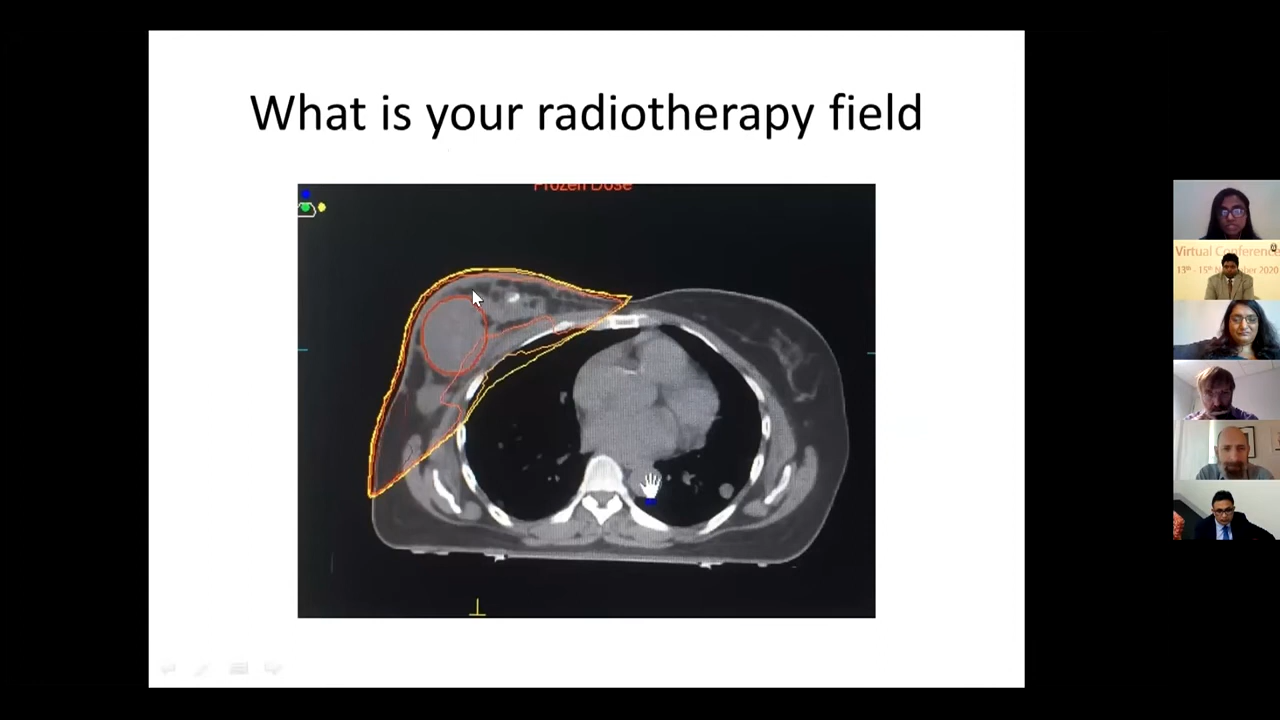 What is your radiotherapy field
Frozen Dose
Virtual Conference
13th - 15th November 2020